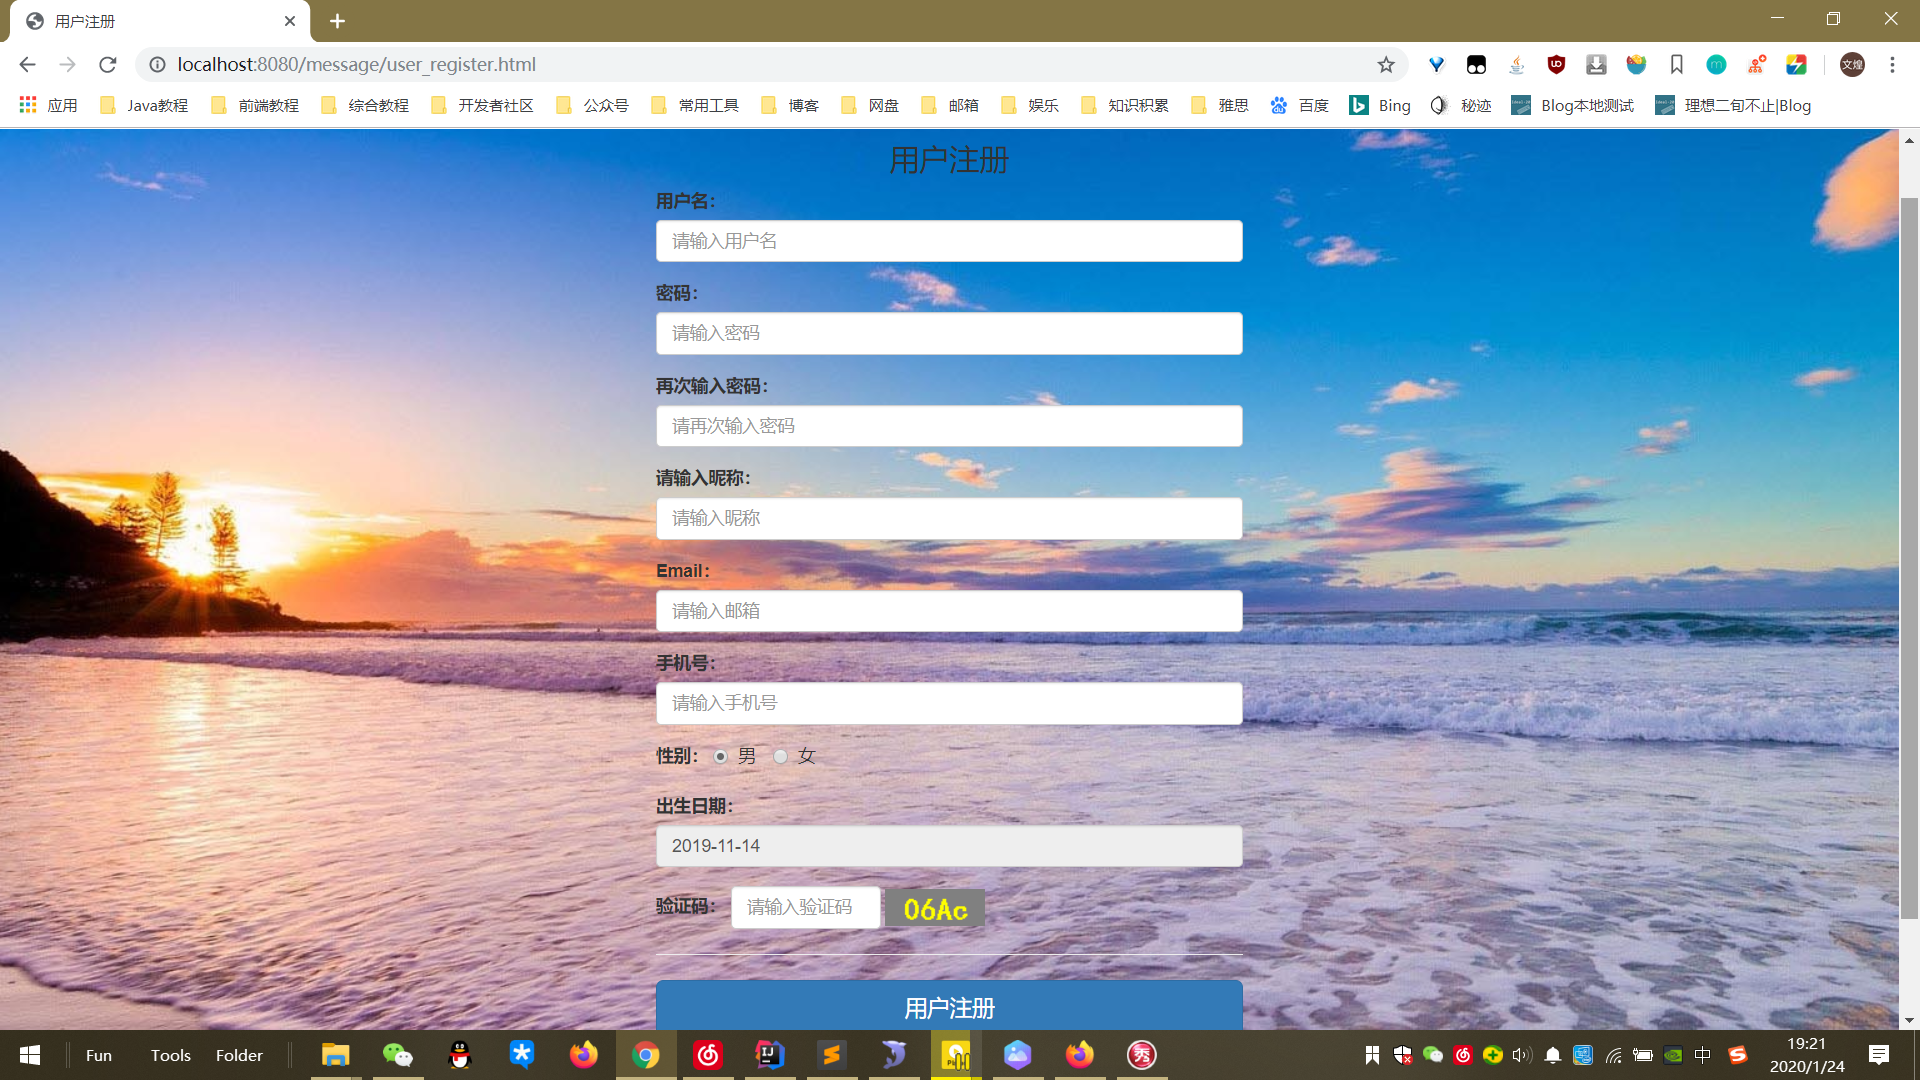 用户注册
localhost:8080/message/user_register.html
文煌
应用 Java教程 前端教程 综合教程 开发者社区 公众号 常用工具 博客 网盘 邮箱 娱乐 知识积累 雅思 百度 Bing 秘迹 Blog本地测试 理想二旬不止|Blog
用户注册
用户名:
请输入用户名
密码:
请输入密码
再次输入密码:
请再次输入密码
请输入昵称:
请输入昵称
Email:
请输入邮箱
手机号:
请输入手机号
性别: 男 女
出生日期:
2019-11-14
验证码: 请输入验证码 06Ac
用户注册
Fun Tools Folder 中 19:21
2020/1/24